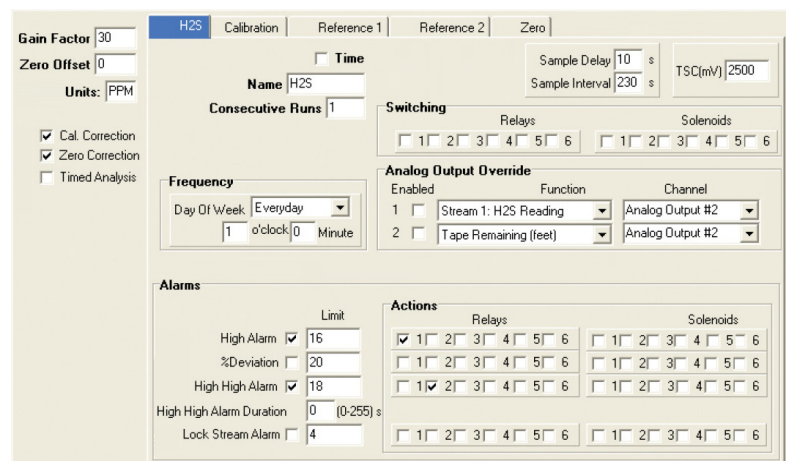 Gain Factor 30
Zero Offset 0
Units: PPM
Cal. Correction
Zero Correction
Timed Analysis
H2S Calibration Reference 1 Reference 2 Zero
Time
Name H2S
Consecutive Runs 1
Sample Delay 10 s
Sample Interval 230 s
TSC(mV) 2500
Switching
Relays Solenoids
1 2 3 4 5 6 1 2 3 4 5 6
Frequency
Day Of Week Everyday
1 o'clock 0 Minute
Analog Output Override
Enabled Function Channel
1 Stream 1: H2S Reading Analog Output #2
2 Tape Remaining (feet) Analog Output #2
Alarms
Limit
Actions
Relays Solenoids
High Alarm 16 1 2 3 4 5 6 1 2 3 4 5 6
%Deviation 20 1 2 3 4 5 6 1 2 3 4 5 6
High High Alarm 18 1 2 3 4 5 6 1 2 3 4 5 6
High High Alarm Duration 0 (0-255) s
Lock Stream Alarm 4 1 2 3 4 5 6 1 2 3 4 5 6